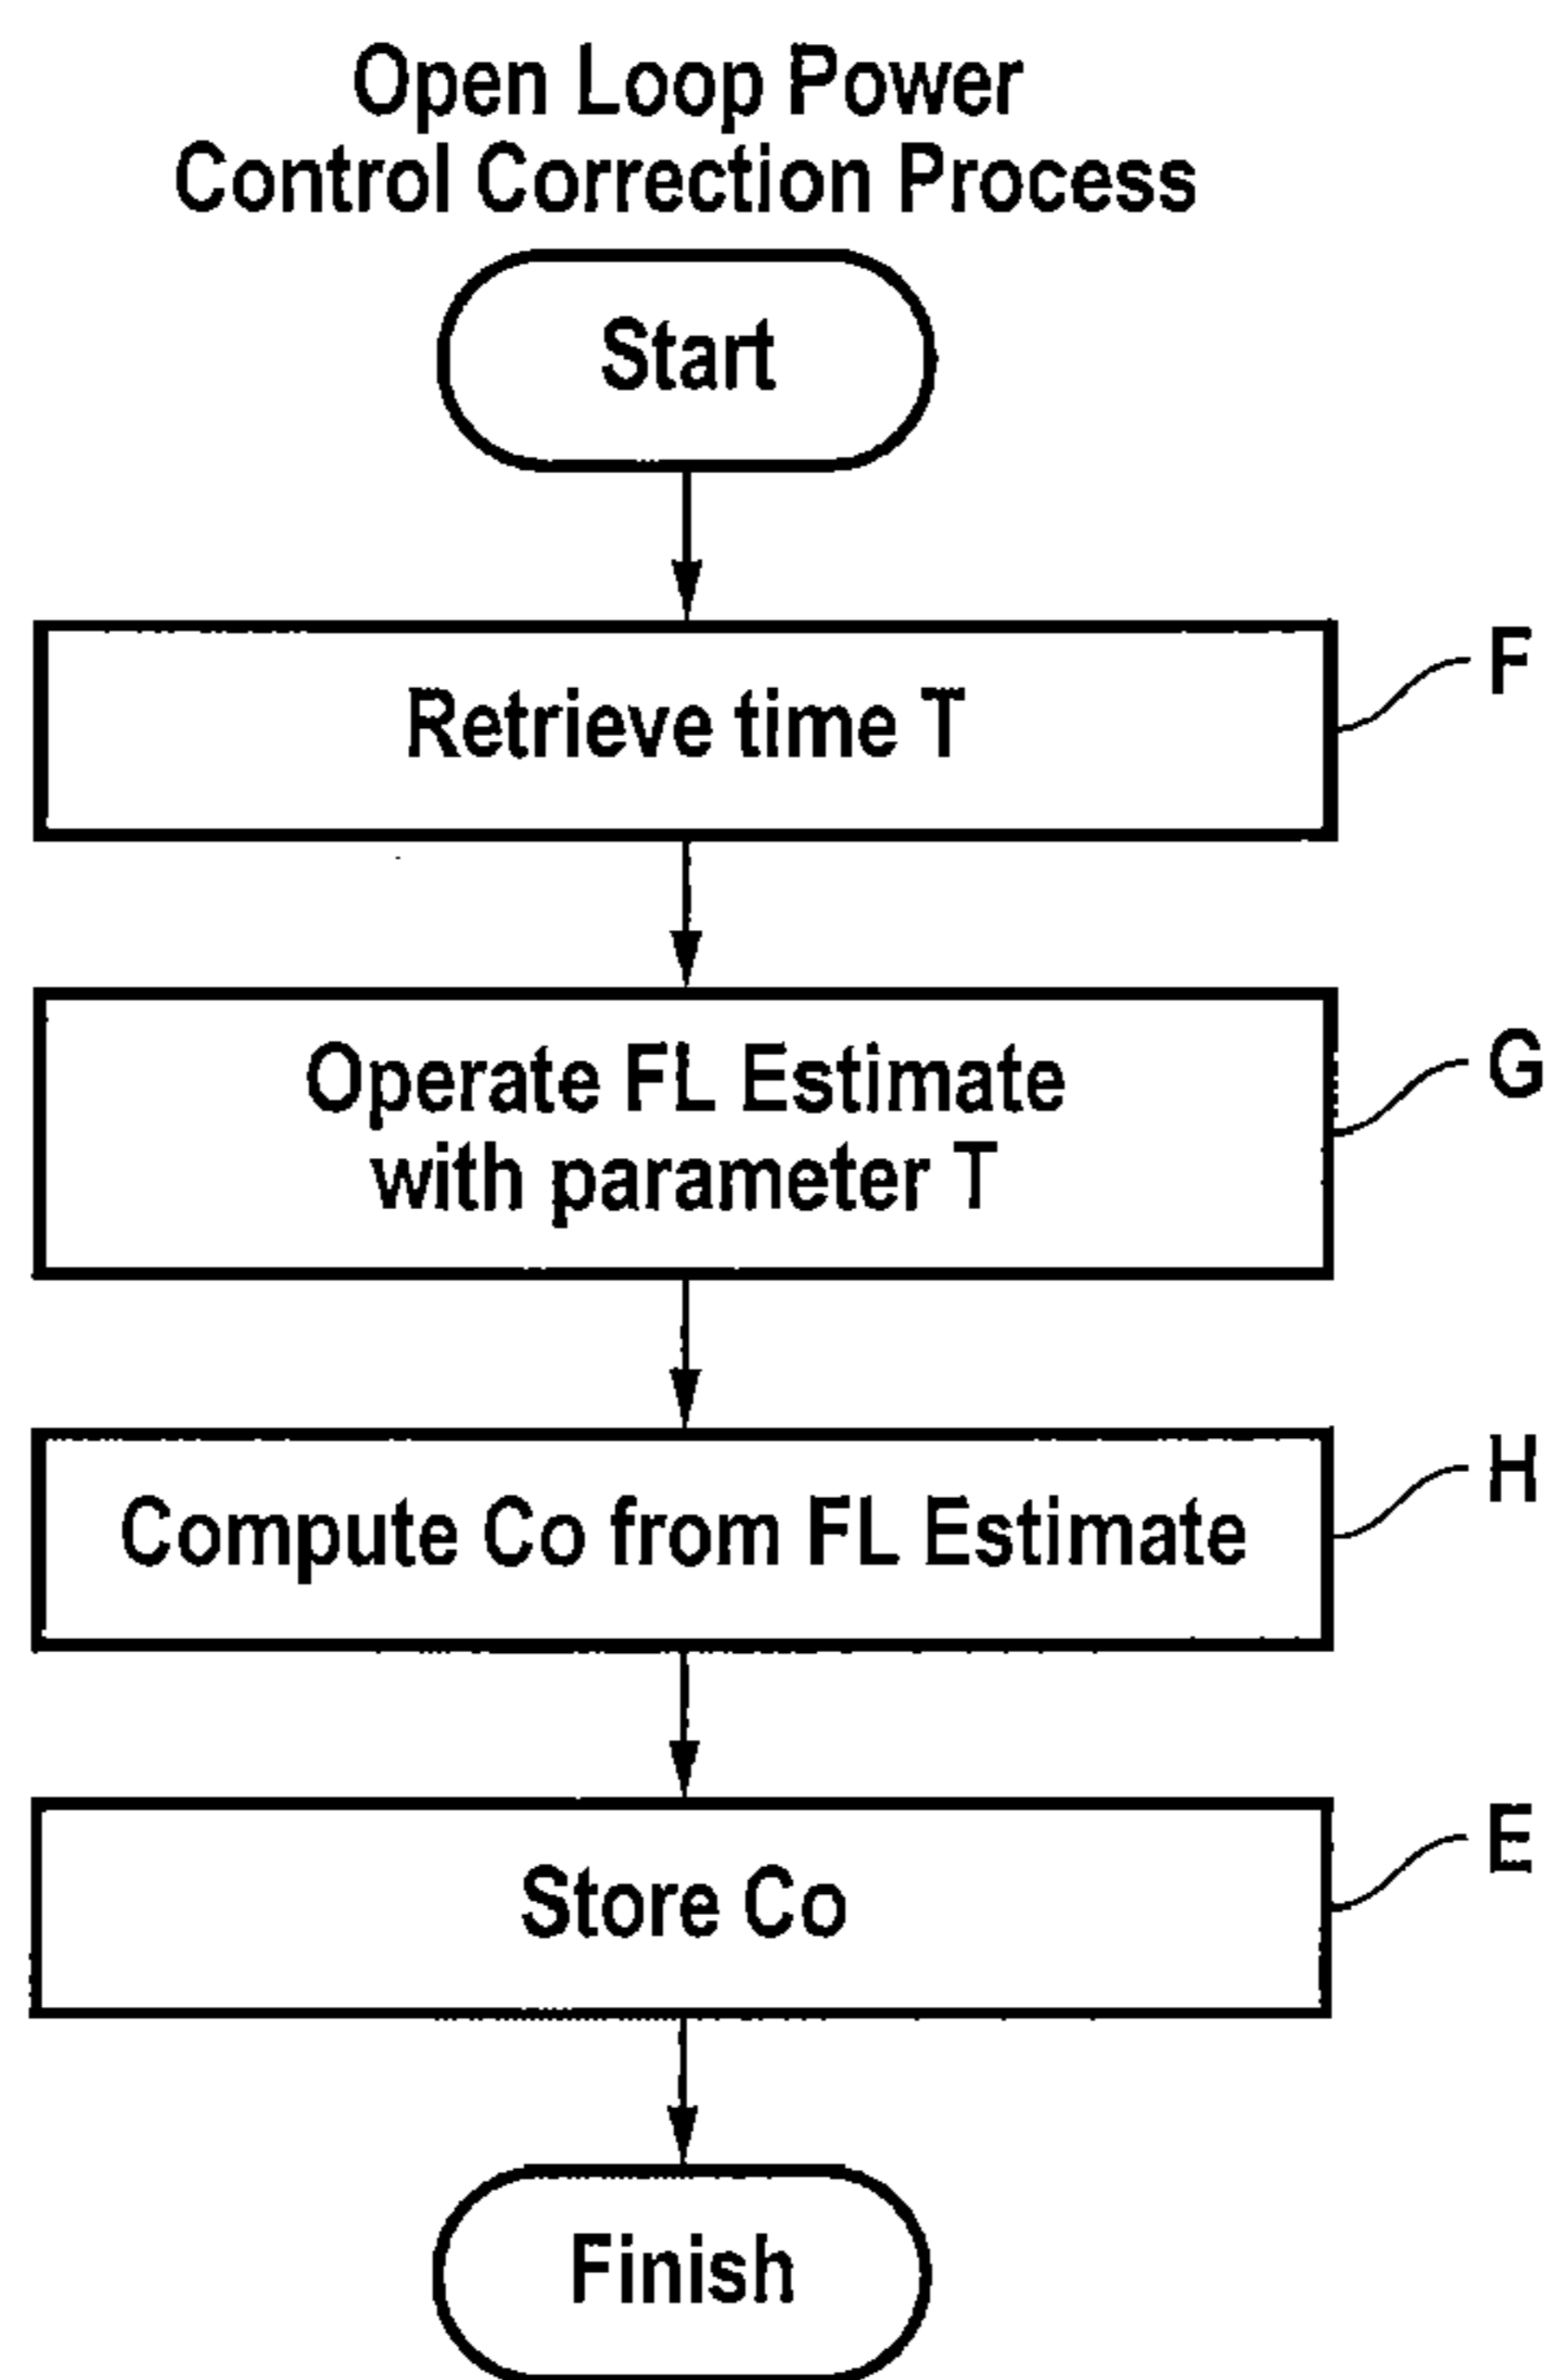 Open Loop Power
Control Correction Process
Start
Retrieve time T
F
Operate FL Estimate
with parameter T
G
Compute Co from FL Estimate
H
Store Co
E
Finish